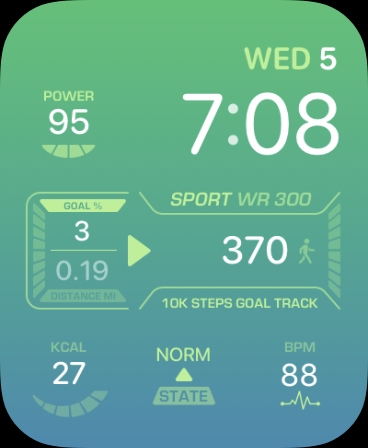 WED 5
POWER
95
7:08
GOAL %
3
0.19
DISTANCE MI
SPORT WR 300
370
10K STEPS GOAL TRACK
KCAL
27
NORM
STATE
BPM
88